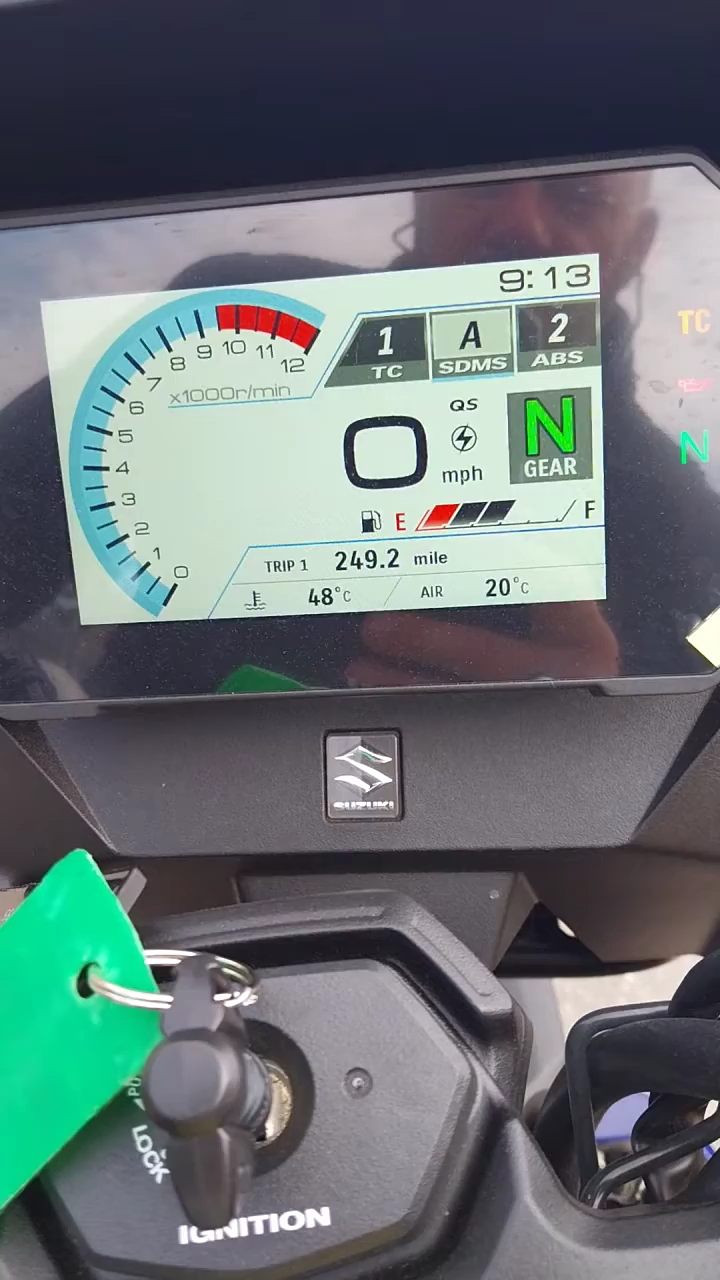 9:13
1 A 2
TC SDMS ABS
TC
0 1 2 3 4 5 6 7 8 9 10 11 12
x1000r/min
QS
0 mph
N
GEAR
N
E F
TRIP 1 249.2 mile
48°C AIR 20°C
SUZUKI
LOCK
IGNITION